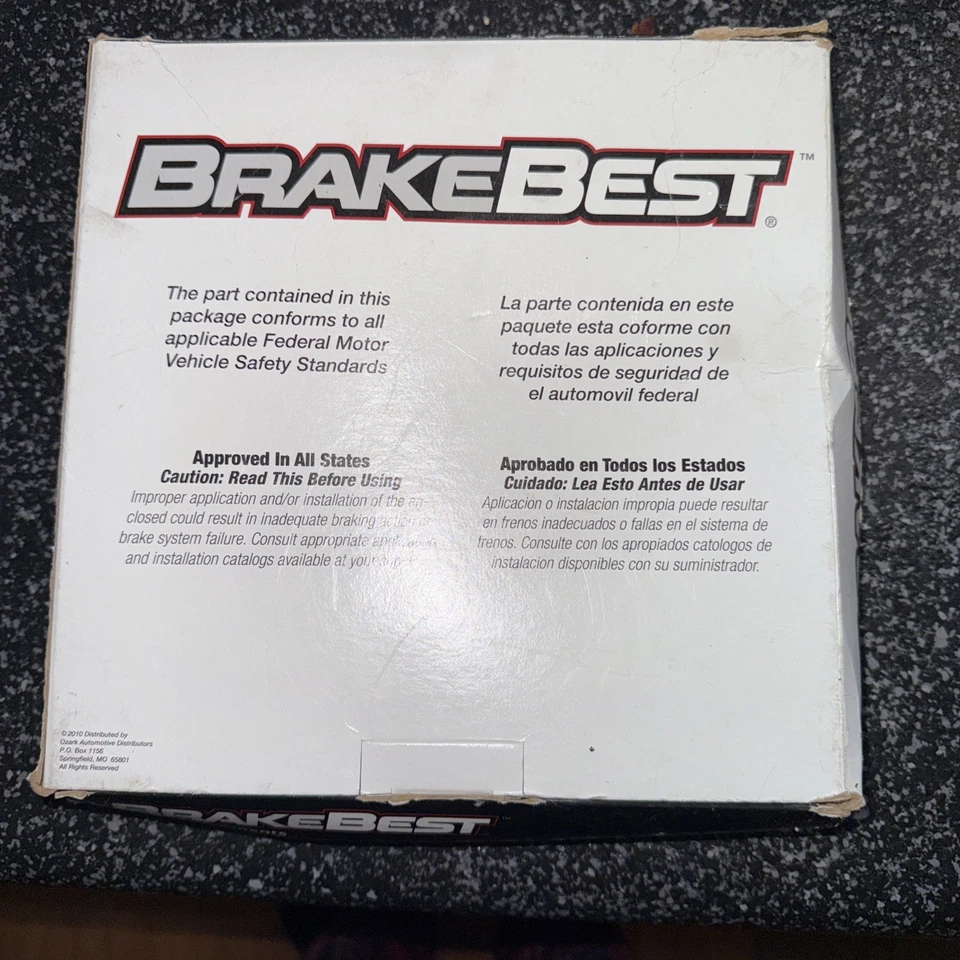 BRAKEBEST™
®
The part contained in this
package conforms to all
applicable Federal Motor
Vehicle Safety Standards
La parte contenida en este
paquete esta coforme con
todas las aplicaciones y
requisitos de seguridad de
el automovil federal
Approved In All States
Caution: Read This Before Using
Improper application and/or installation of the en-
closed could result in inadequate braking action or
brake system failure. Consult appropriate application
and installation catalogs available at your
Aprobado en Todos los Estados
Cuidado: Lea Esto Antes de Usar
Aplicacion o instalacion impropia puede resultar
en frenos inadecuados o fallas en el sistema de
frenos. Consulte con los apropiados catologos de
instalacion disponibles con su suministrador.
©2010 Distributed by
Ozark Automotive Distributors
P.O. Box 1156
Springfield, MO 65801
All Rights Reserved
BRAKEBEST